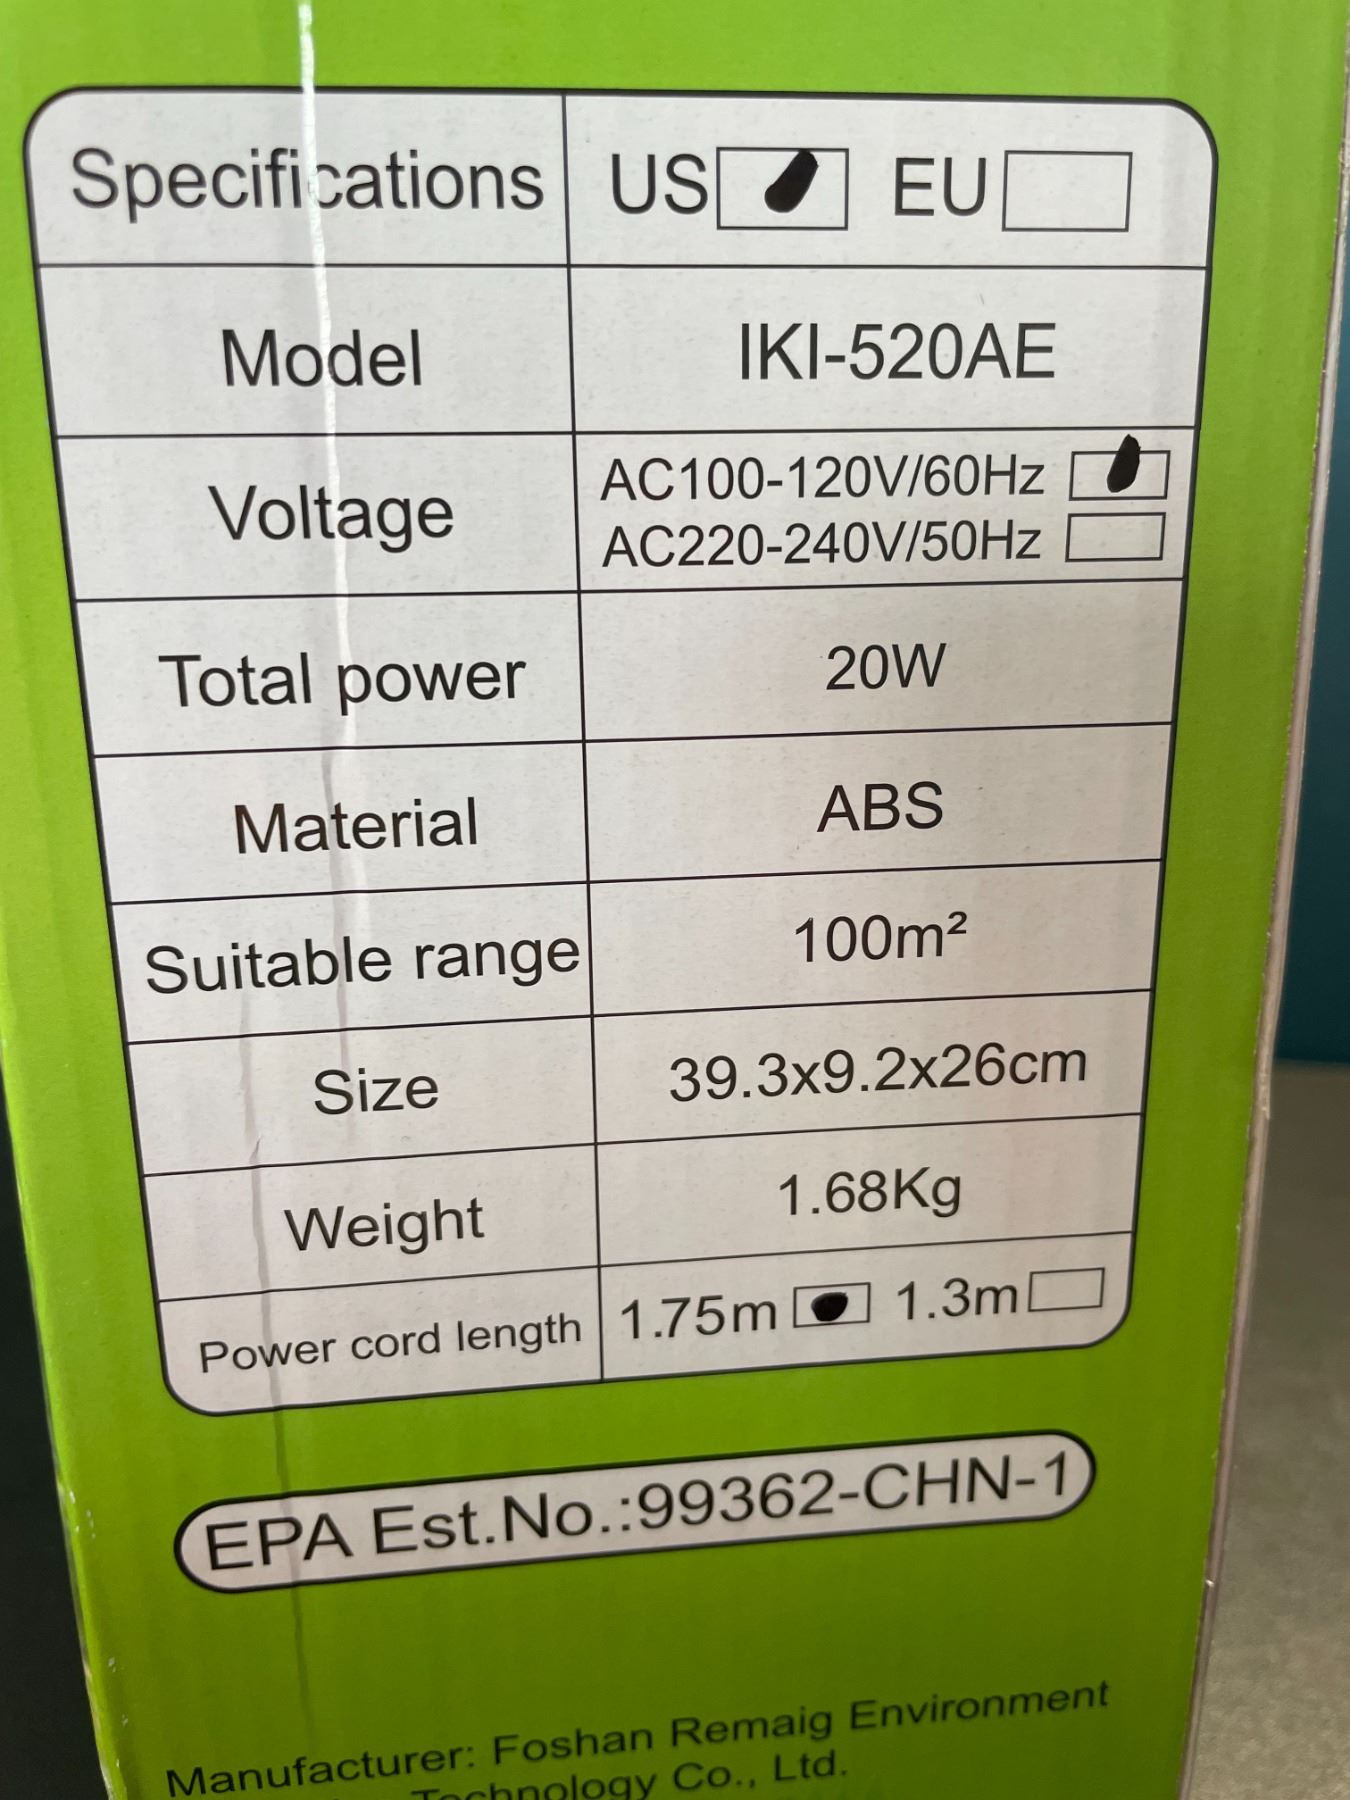 Specifications US EU
Model IKI-520AE
Voltage AC100-120V/60Hz
AC220-240V/50Hz
Total power 20W
Material ABS
Suitable range 100m²
Size 39.3x9.2x26cm
Weight 1.68Kg
Power cord length 1.75m 1.3m
EPA Est.No.:99362-CHN-1
Manufacturer: Foshan Remaig Environment
Technology Co., Ltd.